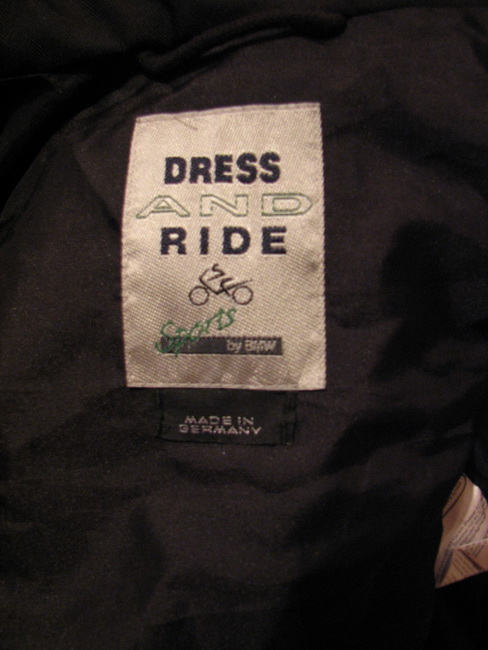 DRESS
AND
RIDE
Sports
by BMW
MADE IN
GERMANY